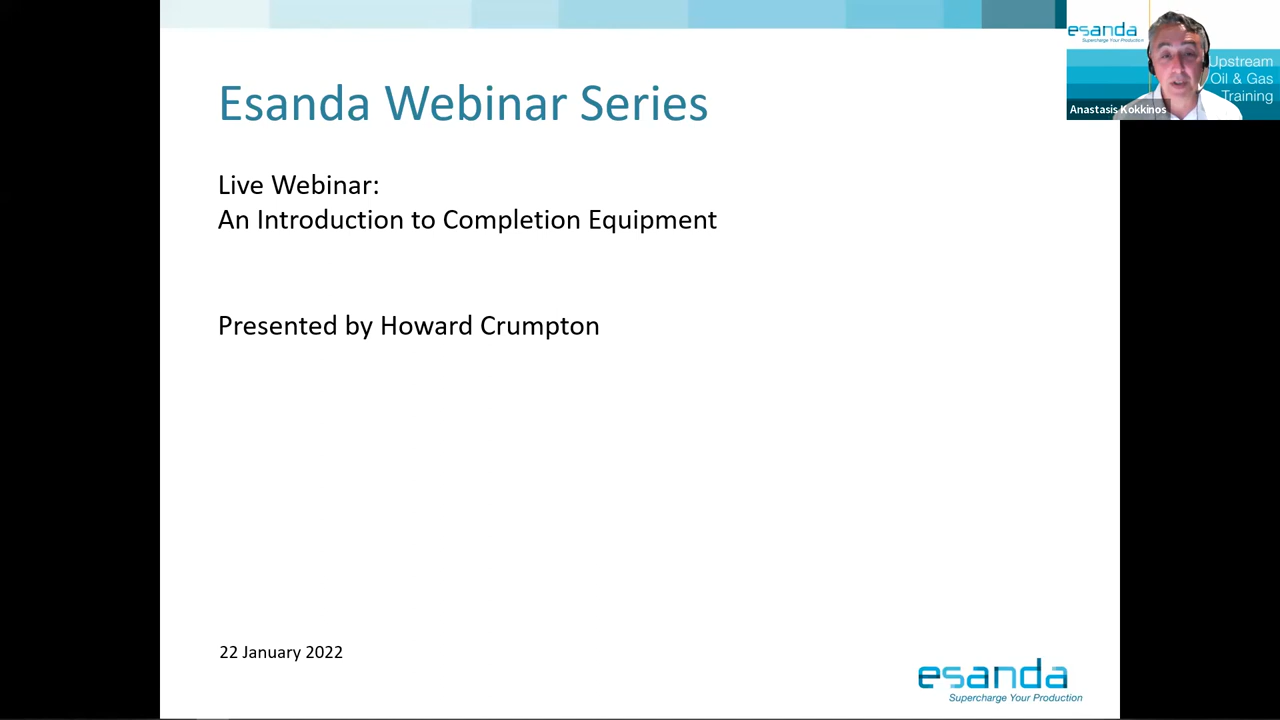 Esanda Webinar Series
Live Webinar:
An Introduction to Completion Equipment
Presented by Howard Crumpton
22 January 2022
esanda
Supercharge Your Production
esanda
Supercharge Your Production
Upstream
Oil & Gas
Training
Anastasis Kokkinos